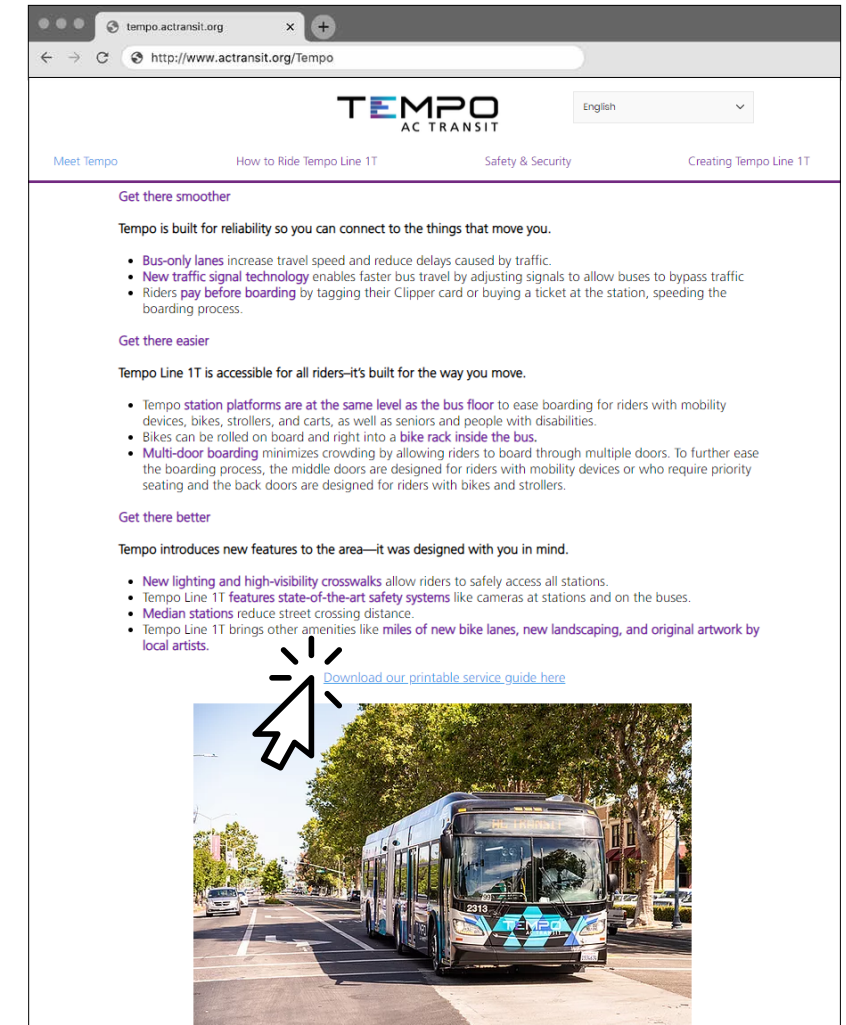 tempo.actransit.org
http://www.actransit.org/Tempo
TEMPO
AC TRANSIT
English
Meet Tempo How to Ride Tempo Line 1T Safety & Security Creating Tempo Line 1T
Get there smoother
Tempo is built for reliability so you can connect to the things that move you.
• Bus-only lanes increase travel speed and reduce delays caused by traffic.
• New traffic signal technology enables faster bus travel by adjusting signals to allow buses to bypass traffic
• Riders pay before boarding by tagging their Clipper card or buying a ticket at the station, speeding the
boarding process.
Get there easier
Tempo Line 1T is accessible for all riders–it's built for the way you move.
• Tempo station platforms are at the same level as the bus floor to ease boarding for riders with mobility
devices, bikes, strollers, and carts, as well as seniors and people with disabilities.
• Bikes can be rolled on board and right into a bike rack inside the bus.
• Multi-door boarding minimizes crowding by allowing riders to board through multiple doors. To further ease
the boarding process, the middle doors are designed for riders with mobility devices or who require priority
seating and the back doors are designed for riders with bikes and strollers.
Get there better
Tempo introduces new features to the area—it was designed with you in mind.
• New lighting and high-visibility crosswalks allow riders to safely access all stations.
• Tempo Line 1T features state-of-the-art safety systems like cameras at stations and on the buses.
• Median stations reduce street crossing distance.
• Tempo Line 1T brings other amenities like miles of new bike lanes, new landscaping, and original artwork by
local artists.
Download our printable service guide here
AC TRANSIT
2313
TEMPO
AC TRANSIT